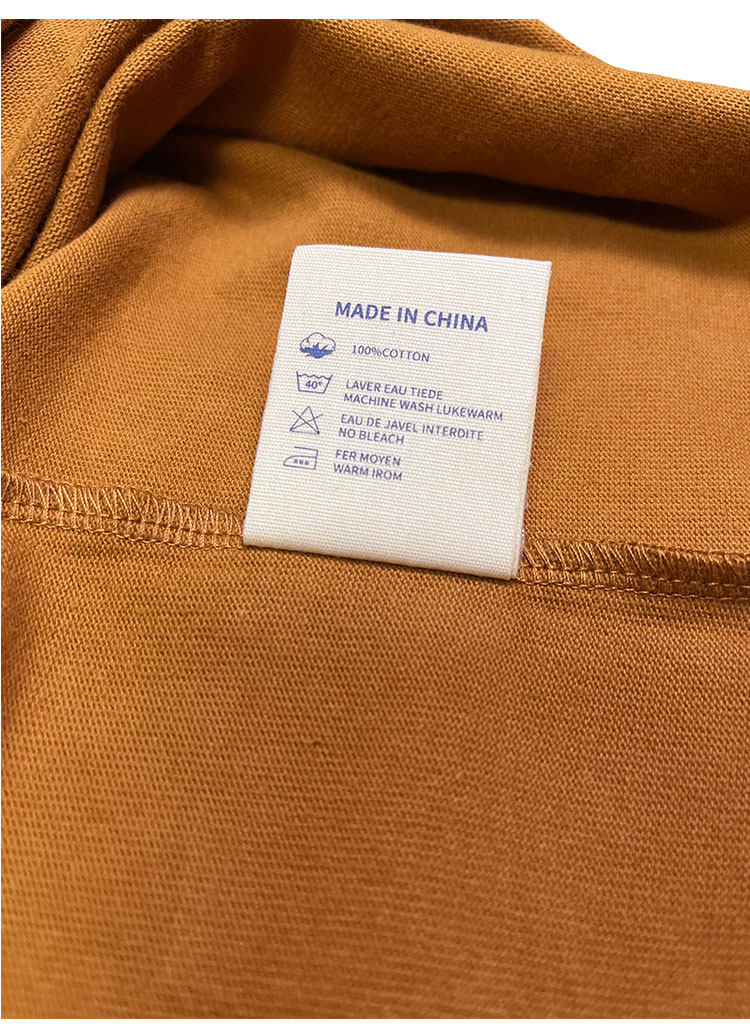 MADE IN CHINA
100%COTTON
40°
LAVER EAU TIEDE
MACHINE WASH LUKEWARM
EAU DE JAVEL INTERDITE
NO BLEACH
FER MOYEN
WARM IROM